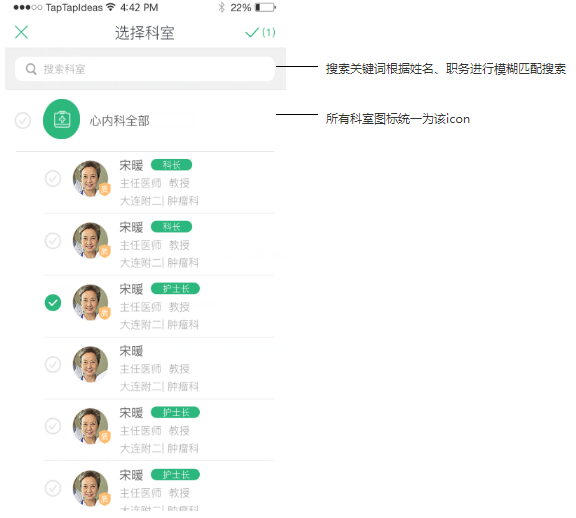 TapTapIdeas 4:42 PM 22%
选择科室 (1)
搜索科室
搜索关键词根据姓名、职务进行模糊匹配搜索
心内科全部
所有科室图标统一为该icon
宋暖 科长
主任医师 教授
大连附二| 肿瘤科
宋暖 科长
主任医师 教授
大连附二| 肿瘤科
宋暖 护士长
主任医师 教授
大连附二| 肿瘤科
宋暖
主任医师 教授
大连附二| 肿瘤科
宋暖 护士长
主任医师 教授
大连附二| 肿瘤科
宋暖 护士长
主任医师 教授
大连附二| 肿瘤科